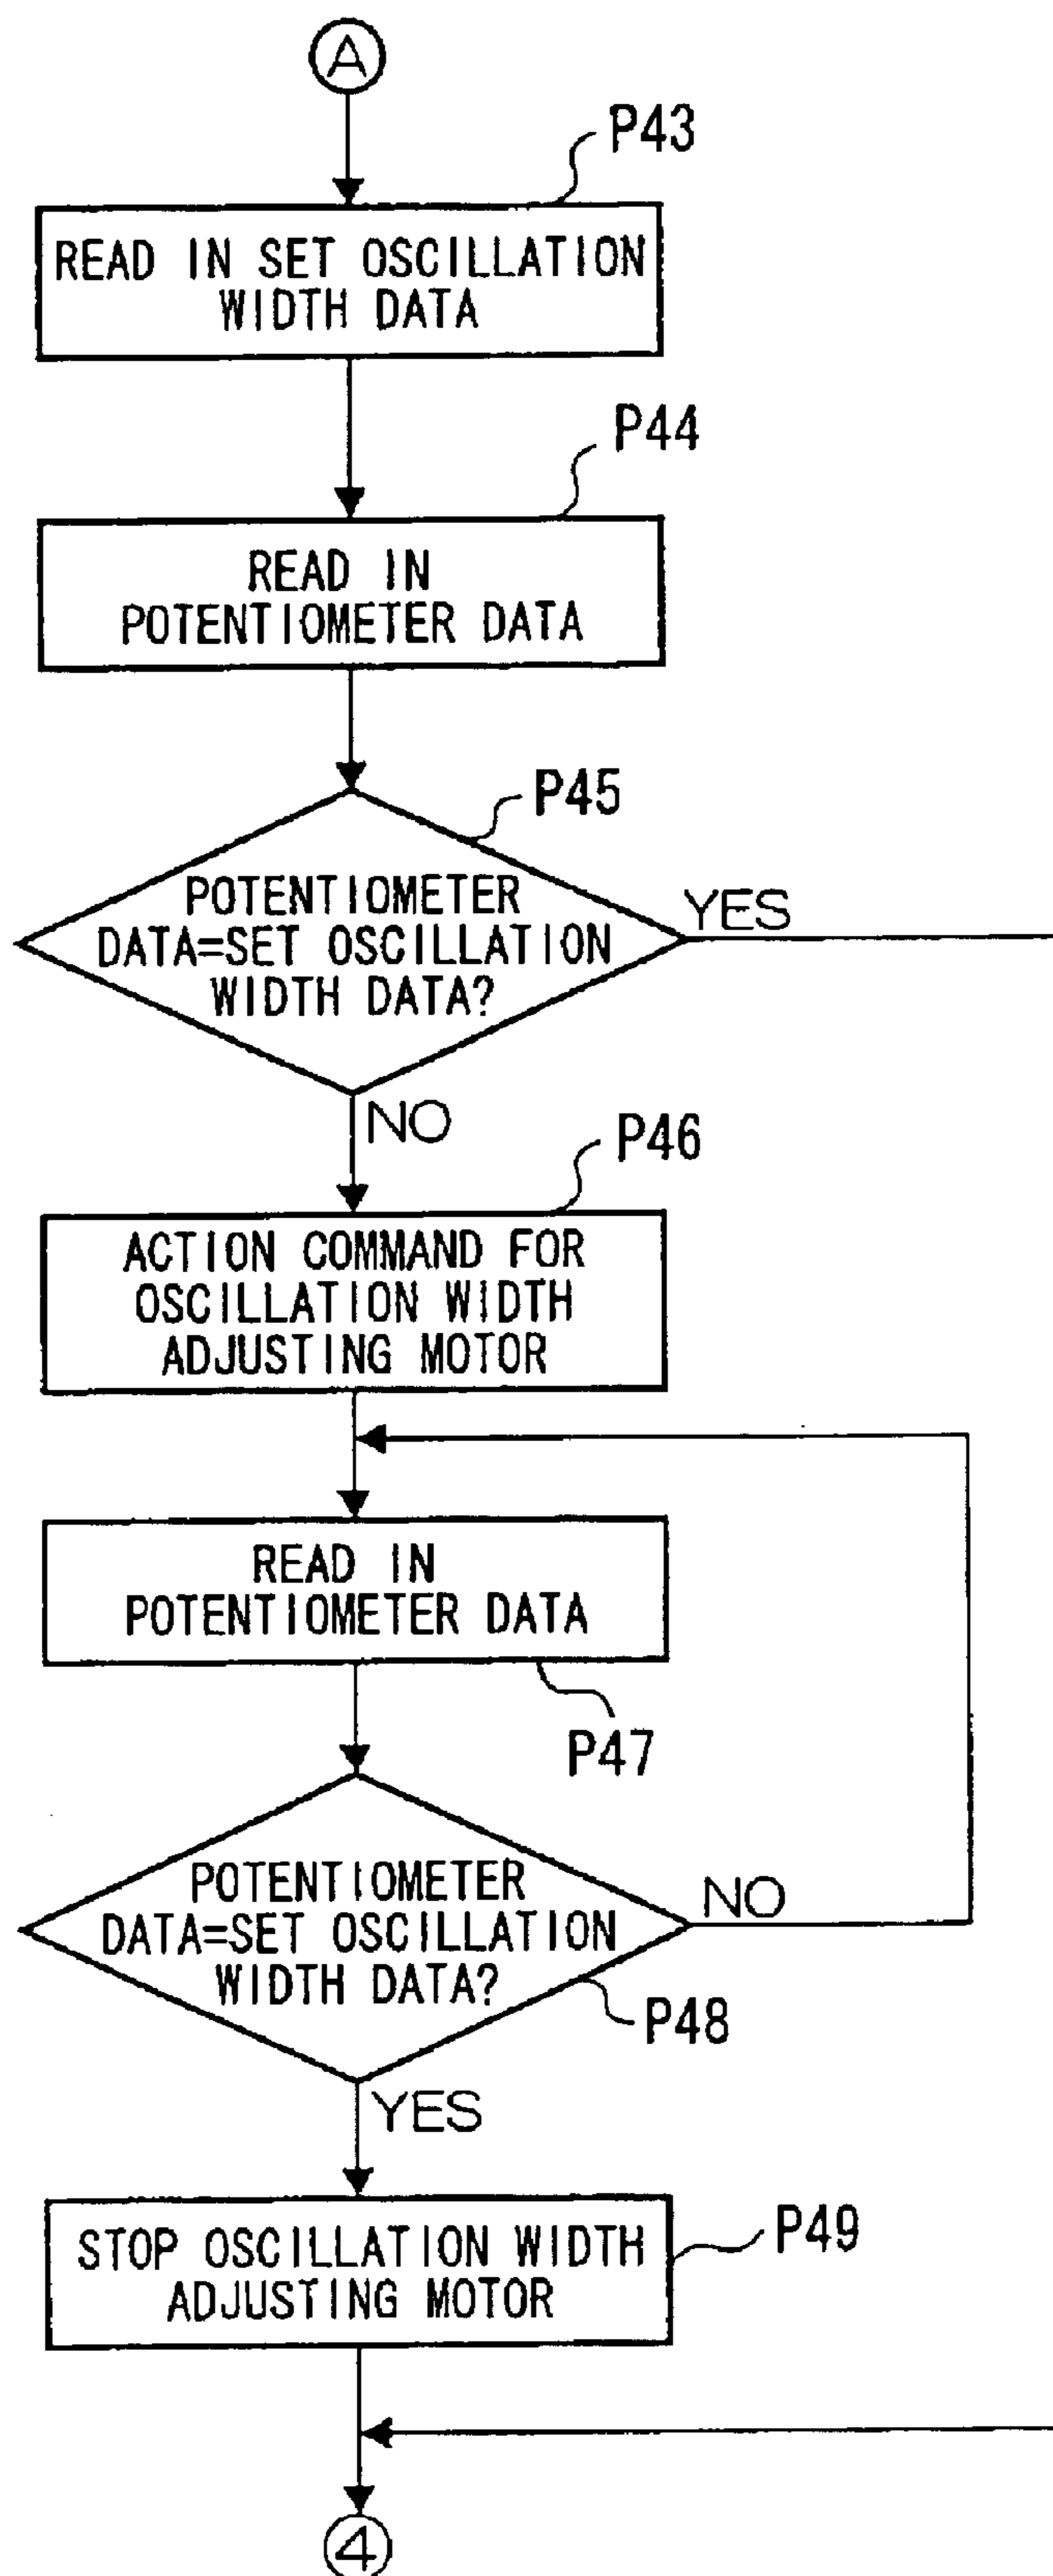 A
P43
READ IN SET OSCILLATION
WIDTH DATA
P44
READ IN
POTENTIOMETER DATA
P45
POTENTIOMETER
DATA=SET OSCILLATION
WIDTH DATA?
YES
NO
P46
ACTION COMMAND FOR
OSCILLATION WIDTH
ADJUSTING MOTOR
READ IN
POTENTIOMETER DATA
P47
POTENTIOMETER
DATA=SET OSCILLATION
WIDTH DATA?
NO
P48
YES
P49
STOP OSCILLATION WIDTH
ADJUSTING MOTOR
4